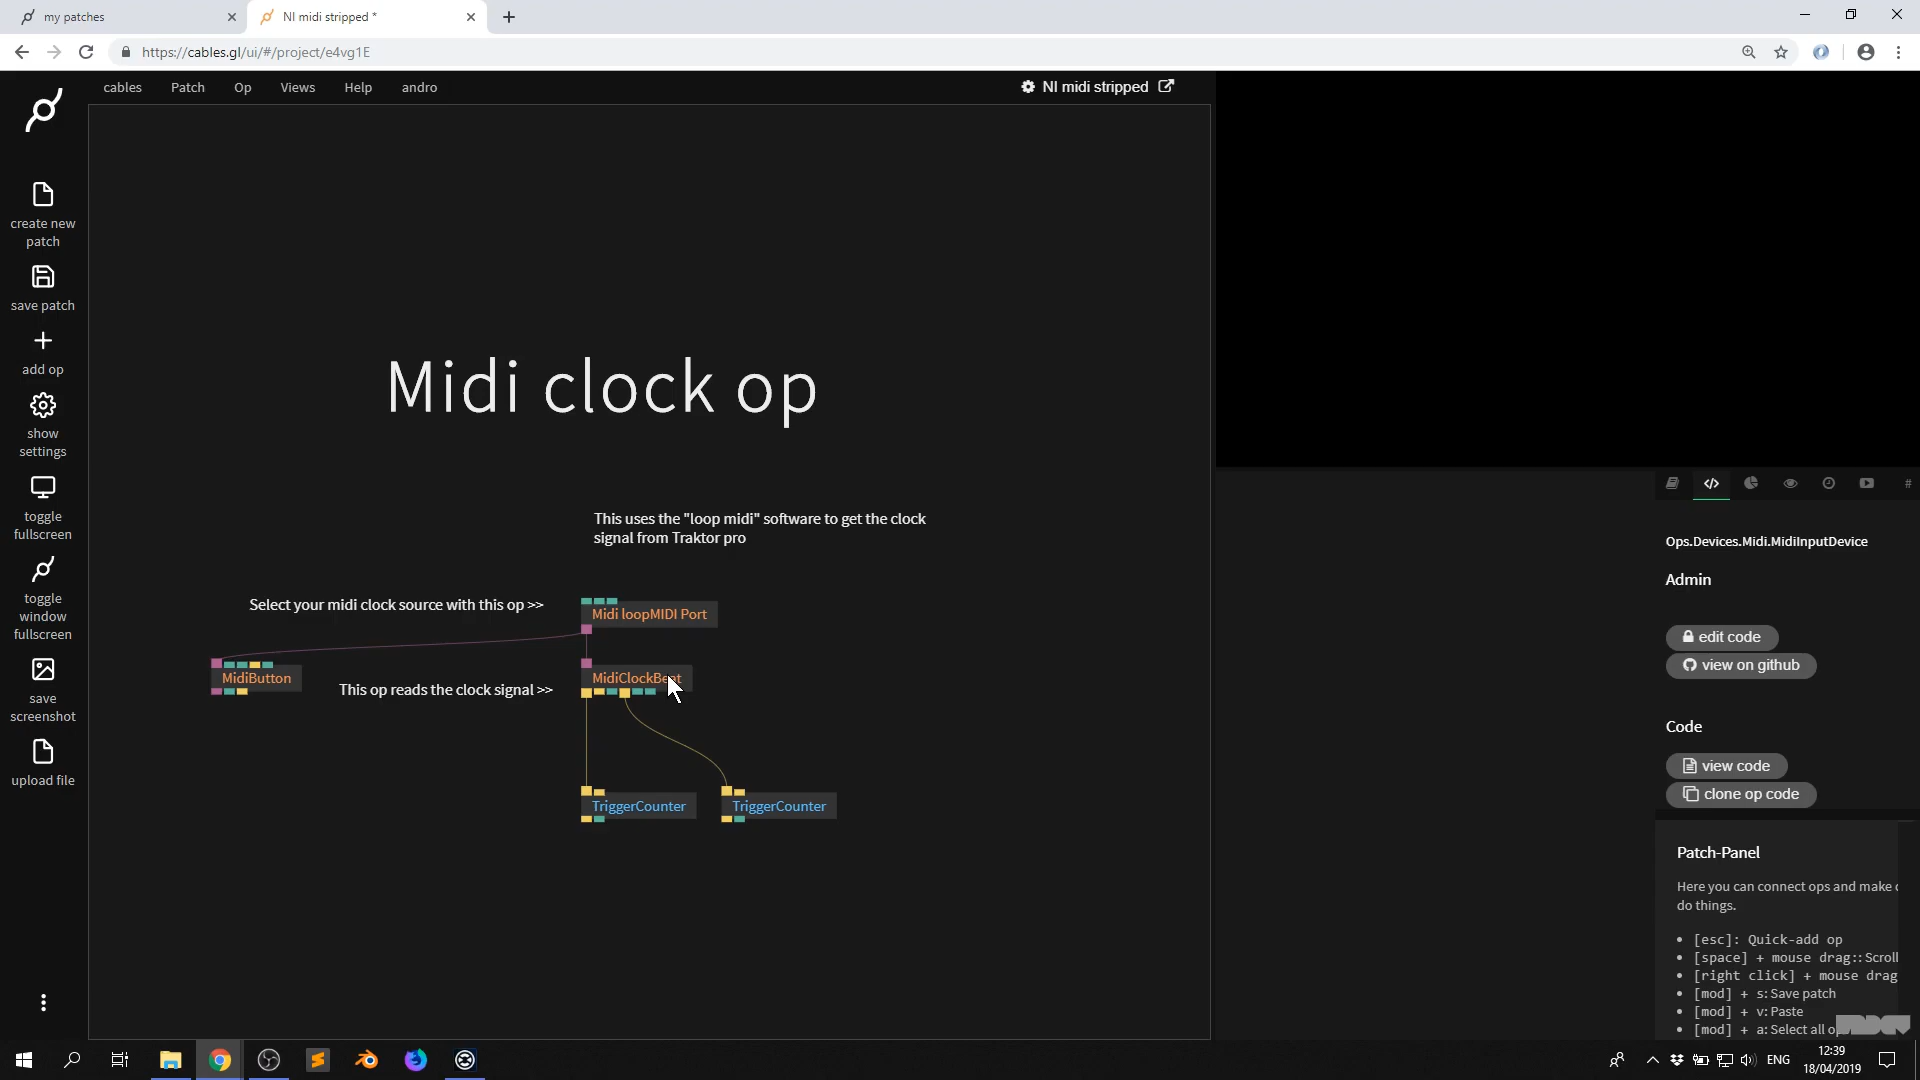 my patches
NI midi stripped *
https://cables.gl/ui/#/project/e4vg1E
cables Patch Op Views Help andro
NI midi stripped
create new
patch
save patch
add op
show
settings
toggle
fullscreen
toggle
window
fullscreen
save
screenshot
upload file
Midi clock op
This uses the "loop midi" software to get the clock
signal from Traktor pro
Select your midi clock source with this op >>
Midi loopMIDI Port
MidiButton
This op reads the clock signal >>
MidiClockBeat
TriggerCounter
TriggerCounter
#
Ops.Devices.Midi.MidiInputDevice
Admin
edit code
view on github
Code
view code
clone op code
Patch-Panel
Here you can connect ops and make
do things.
• [esc]: Quick-add op
• [space] + mouse drag::Scroll
• [right click] + mouse drag
• [mod] + s:Save patch
• [mod] + v:Paste
• [mod] + a:Select all
ENG
12:39
18/04/2019